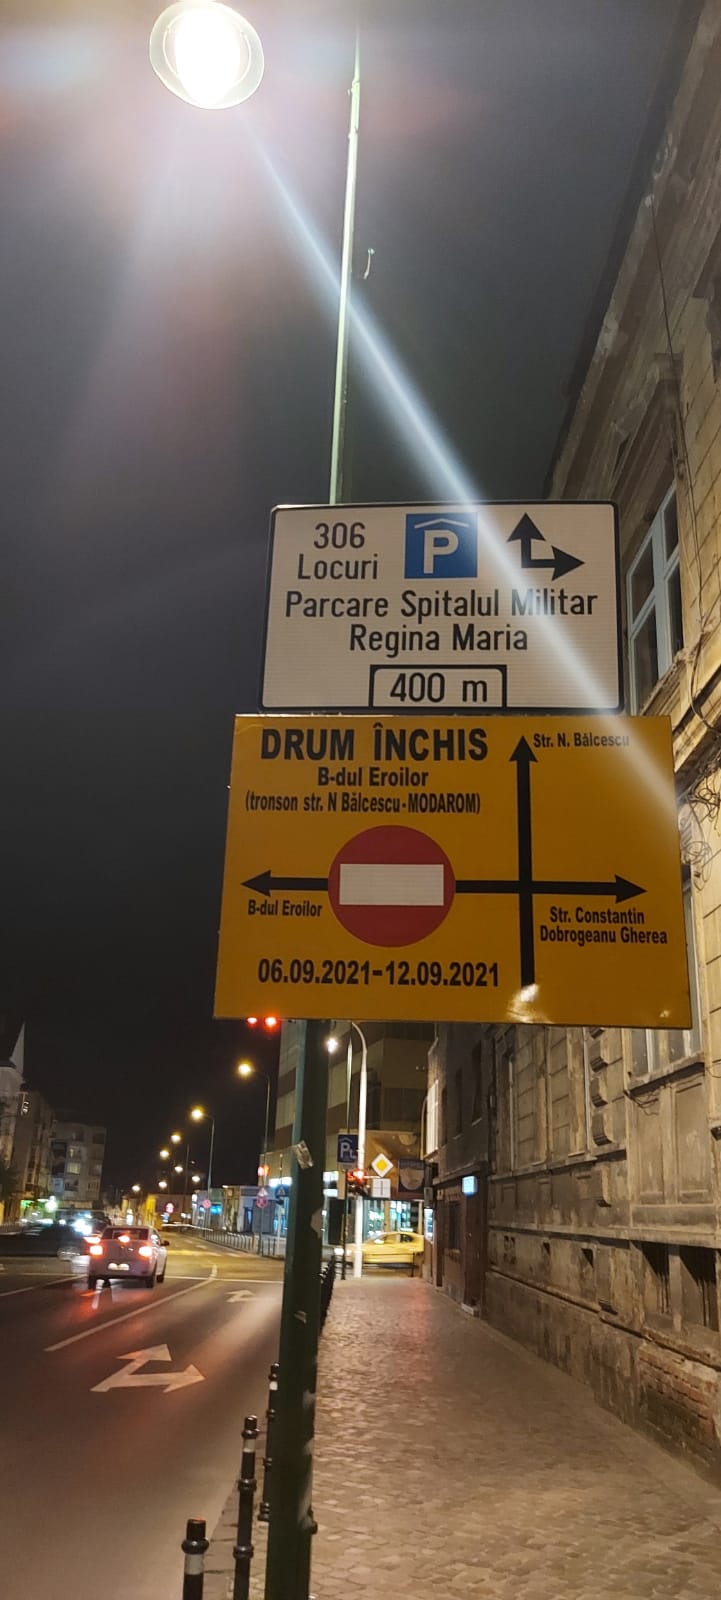 306
Locuri
P
Parcare Spitalul Militar
Regina Maria
400 m
DRUM ÎNCHIS
B-dul Eroilor
(tronson str. N Bălcescu-MODAROM)
Str. N. Bălcescu
B-dul Eroilor
Str. Constantin
Dobrogeanu Gherea
06.09.2021-12.09.2021
P